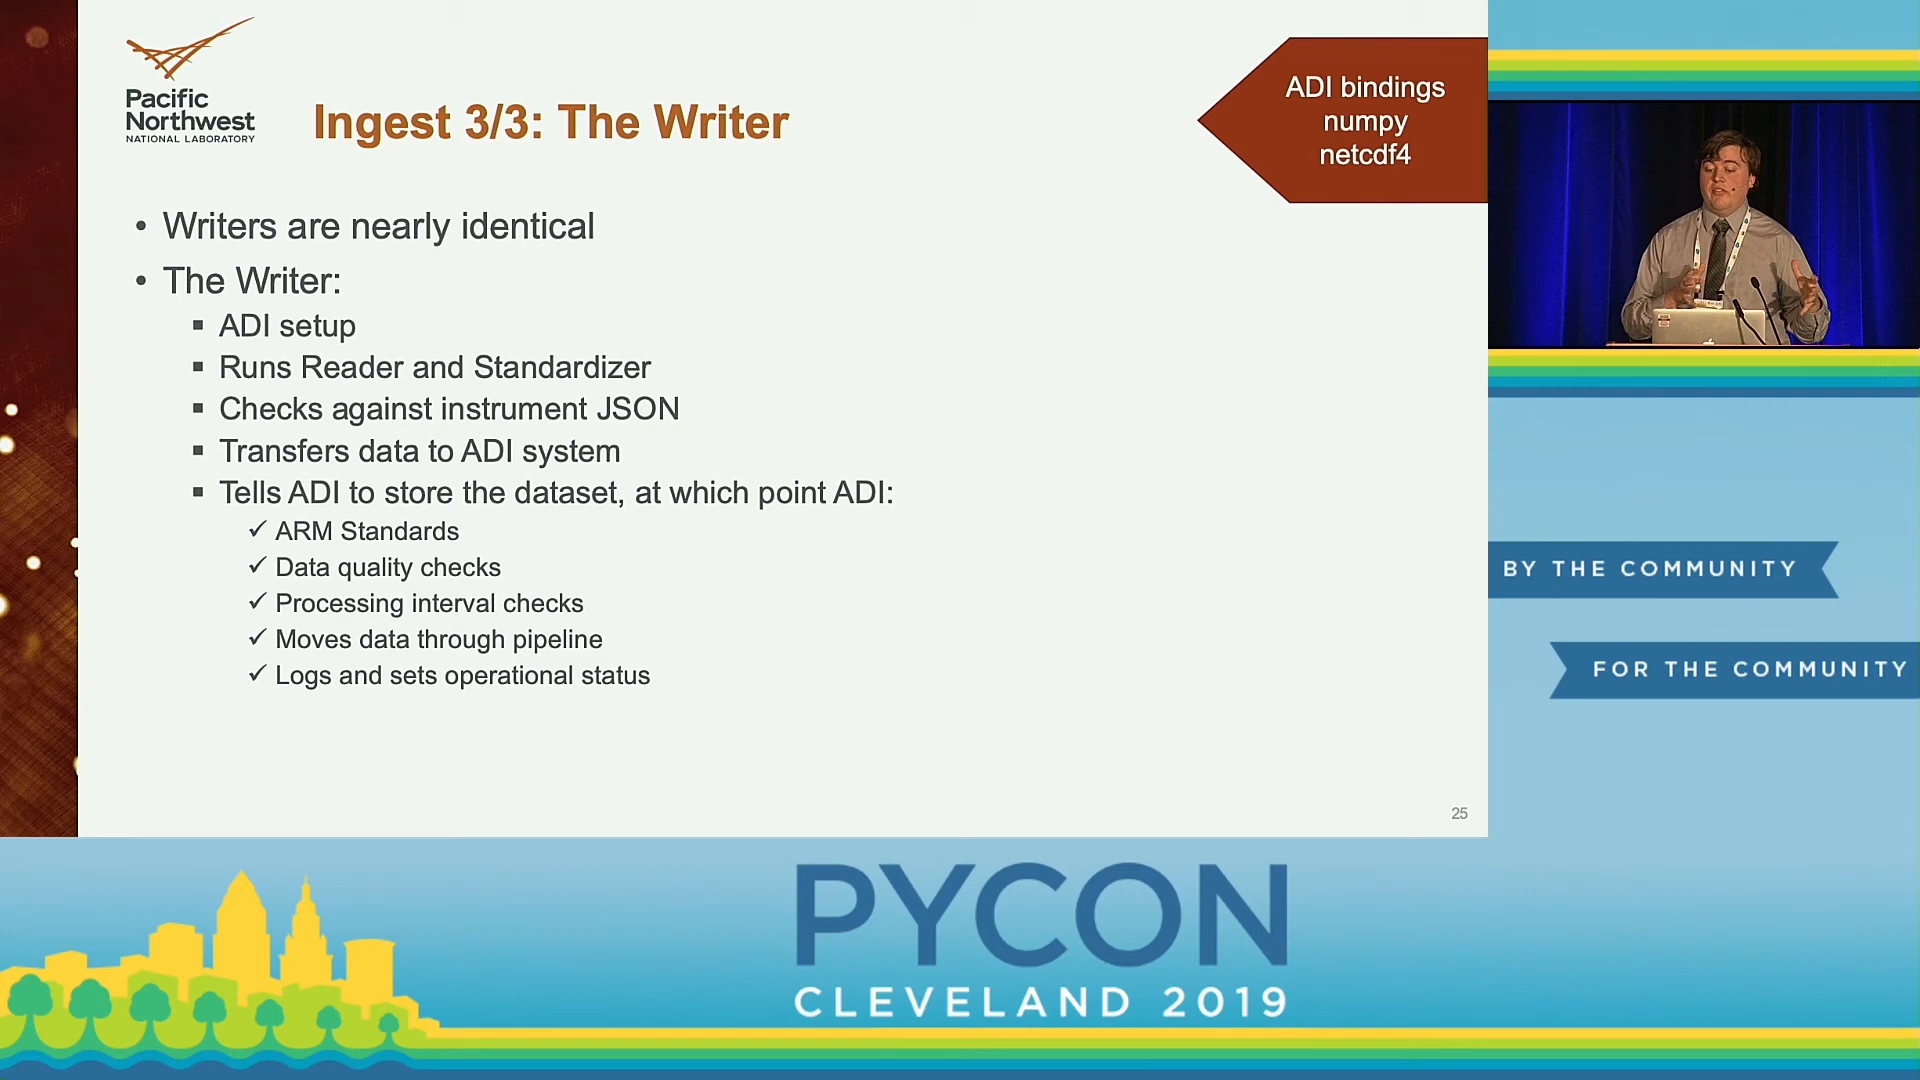 Pacific
Northwest
NATIONAL LABORATORY
Ingest 3/3: The Writer
ADI bindings
numpy
netcdf4
• Writers are nearly identical
• The Writer:
▪ ADI setup
▪ Runs Reader and Standardizer
▪ Checks against instrument JSON
▪ Transfers data to ADI system
▪ Tells ADI to store the dataset, at which point ADI:
✓ ARM Standards
✓ Data quality checks
✓ Processing interval checks
✓ Moves data through pipeline
✓ Logs and sets operational status
25
BY THE COMMUNITY
FOR THE COMMUNITY
PYCON
CLEVELAND 2019